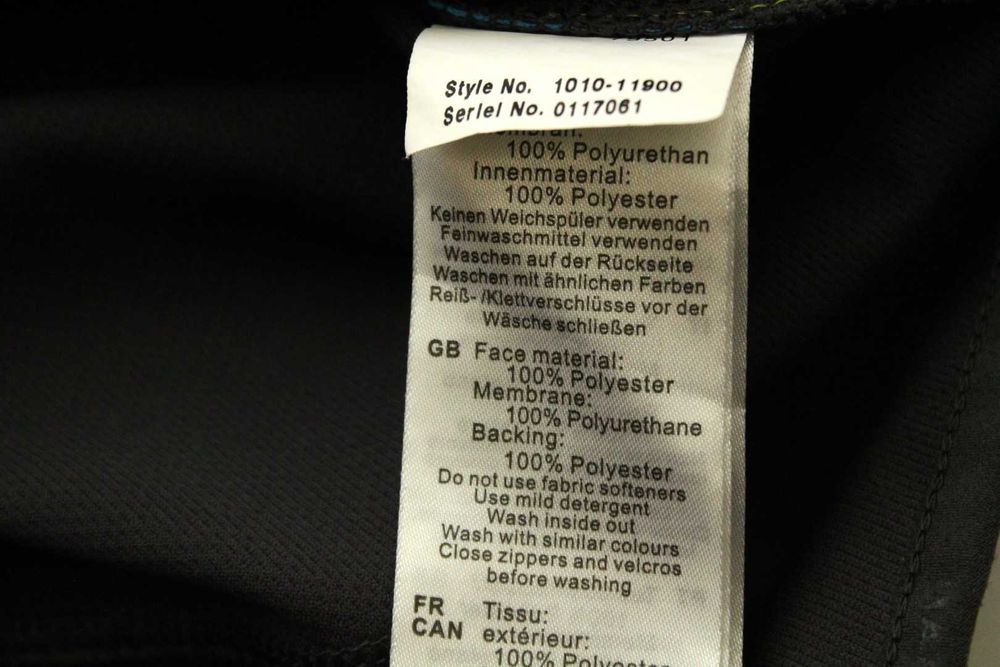 Style No. 1010-11900
Seriel No. 0117061
100% Polyurethan
Innenmaterial:
100% Polyester
Keinen Weichspüler verwenden
Feinwaschmittel verwenden
Waschen auf der Rückseite
Waschen mit ähnlichen Farben
Reiß- /Klettverschlüsse vor der
Wäsche schließen
GB Face material:
100% Polyester
Membrane:
100% Polyurethane
Backing:
100% Polyester
Do not use fabric softeners
Use mild detergent
Wash inside out
Wash with similar colours
Close zippers and velcros
before washing
FR Tissu:
CAN extérieur:
100%